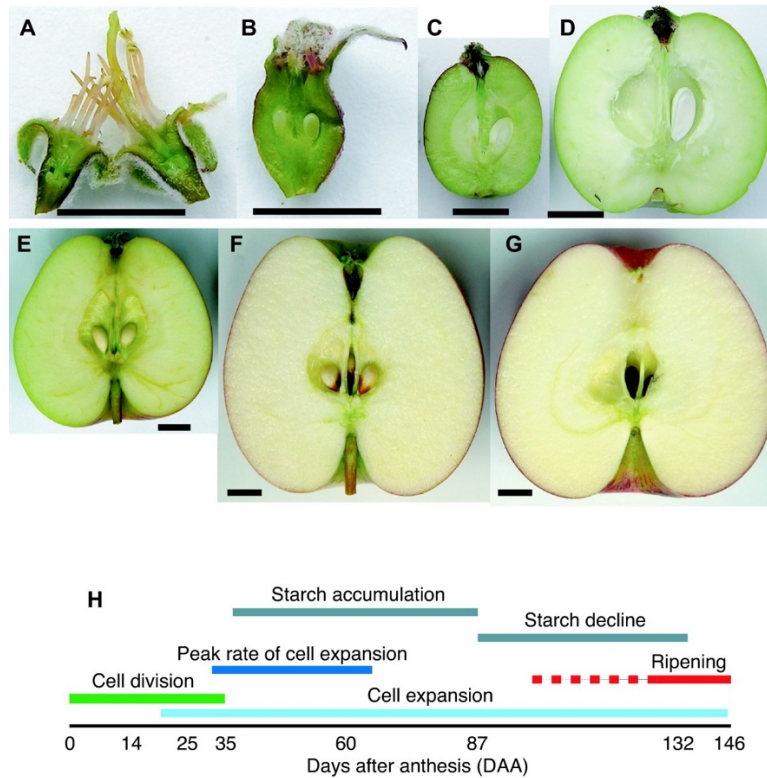 A
B
C
D
E
F
G
H
Starch accumulation
Starch decline
Peak rate of cell expansion
Ripening
Cell division
Cell expansion
0 14 25 35 60 87 132 146
Days after anthesis (DAA)